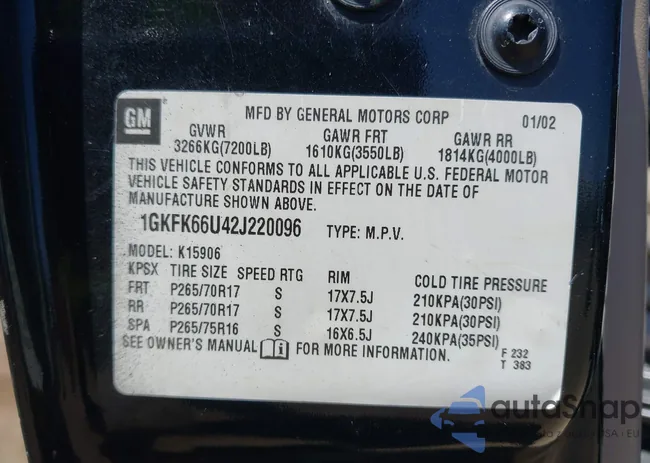 GM
MFD BY GENERAL MOTORS CORP 01/02
GVWR GAWR FRT GAWR RR
3266KG(7200LB) 1610KG(3550LB) 1814KG(4000LB)
THIS VEHICLE CONFORMS TO ALL APPLICABLE U.S. FEDERAL MOTOR
VEHICLE SAFETY STANDARDS IN EFFECT ON THE DATE OF
MANUFACTURE SHOWN ABOVE.
1GKFK66U42J220096 TYPE: M.P.V.
MODEL: K15906
KPSX TIRE SIZE SPEED RTG RIM COLD TIRE PRESSURE
FRT P265/70R17 S 17X7.5J 210KPA(30PSI)
RR P265/70R17 S 17X7.5J 210KPA(30PSI)
SPA P265/75R16 S 16X6.5J 240KPA(35PSI)
SEE OWNER'S MANUAL FOR MORE INFORMATION.
F 232
T 383
autoSnap